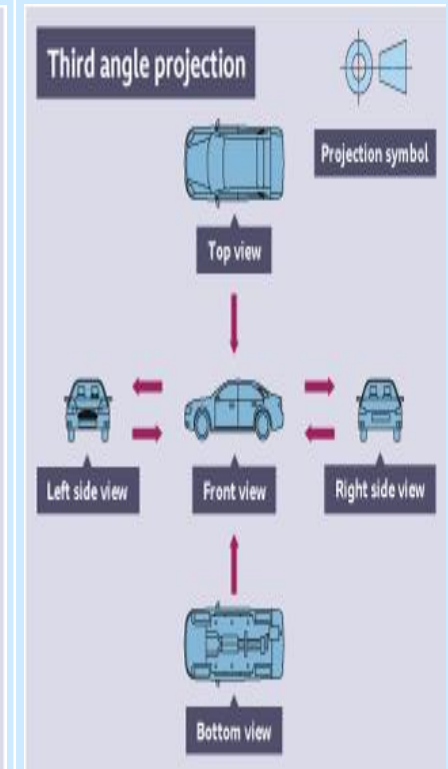 Third angle projection
Projection symbol
Top view
Left side view
Front view
Right side view
Bottom view